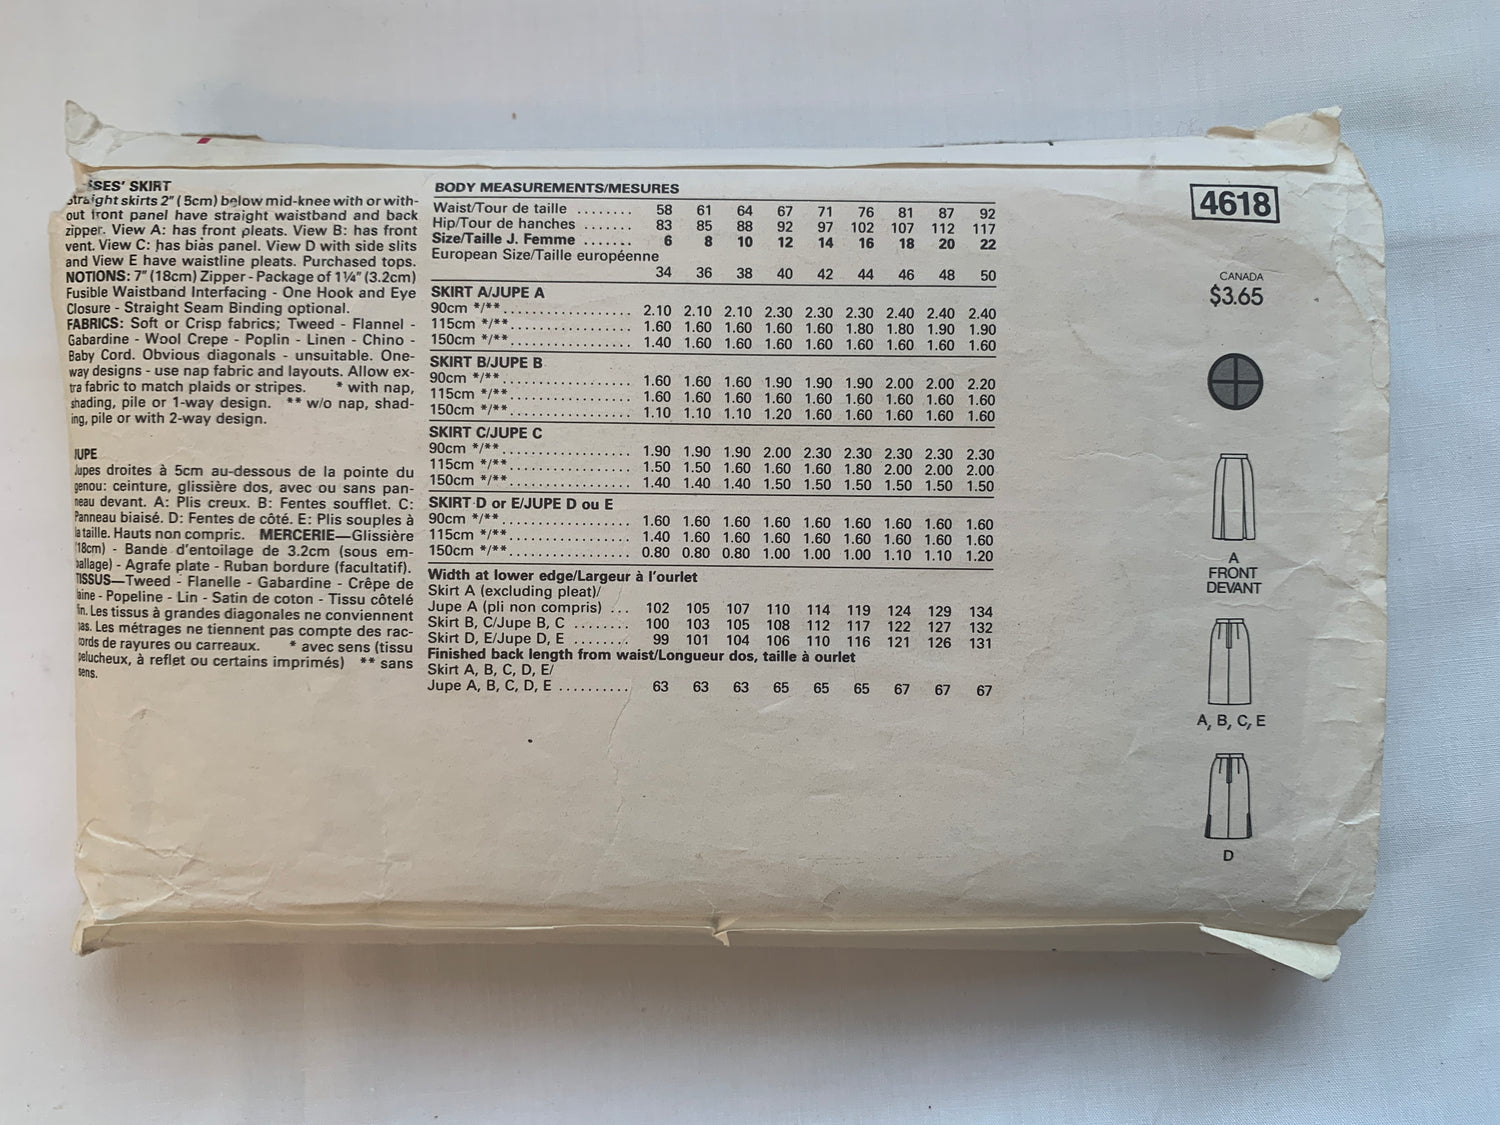 SSES' SKIRT
Straight skirts 2" ( 5cm) below mid-knee with or with-
out front panel have straight waistband and back
zipper. View A: has front pleats. View B: has front
vent. View C: has bias panel. View D with side slits
and View E have waistline pleats. Purchased tops.
NOTIONS: 7" (18cm) Zipper - Package of 1¼" (3.2cm)
Fusible Waistband Interfacing - One Hook and Eye
Closure - Straight Seam Binding optional.
FABRICS: Soft or Crisp fabrics; Tweed - Flannel -
Gabardine - Wool Crepe - Poplin - Linen - Chino -
Baby Cord. Obvious diagonals - unsuitable. One-
way designs - use nap fabric and layouts. Allow ex-
tra fabric to match plaids or stripes. * with nap,
shading, pile or 1-way design. ** w/o nap, shad-
ing, pile or with 2-way design.
JUPE
Jupes droites à 5cm au-dessous de la pointe du
genou: ceinture, glissière dos, avec ou sans pan-
neau devant. A: Plis creux. B: Fentes soufflet. C:
Panneau biaisé. D: Fentes de côté. E: Plis souples à
la taille. Hauts non compris. MERCERIE—Glissière
(18cm) - Bande d'entoilage de 3.2cm (sous em-
ballage) - Agrafe plate - Ruban bordure (facultatif).
TISSUS—Tweed - Flanelle - Gabardine - Crêpe de
laine - Popeline - Lin - Satin de coton - Tissu côtelé
fin. Les tissus à grandes diagonales ne conviennent
pas. Les métrages ne tiennent pas compte des rac-
cords de rayures ou carreaux. * avec sens (tissu
pelucheux, à reflet ou certains imprimés) ** sans
sens.
BODY MEASUREMENTS/MESURES
Waist/Tour de taille ........ 58 61 64 67 71 76 81 87 92
Hip/Tour de hanches ....... 83 85 88 92 97 102 107 112 117
Size/Taille J. Femme ....... 6 8 10 12 14 16 18 20 22
European Size/Taille européenne
34 36 38 40 42 44 46 48 50
SKIRT A/JUPE A
90cm */**.................. 2.10 2.10 2.10 2.30 2.30 2.30 2.40 2.40 2.40
115cm */**................. 1.60 1.60 1.60 1.60 1.60 1.80 1.80 1.90 1.90
150cm */**................. 1.40 1.60 1.60 1.60 1.60 1.60 1.60 1.60 1.60
SKIRT B/JUPE B
90cm */**.................. 1.60 1.60 1.60 1.90 1.90 1.90 2.00 2.00 2.20
115cm */**................. 1.60 1.60 1.60 1.60 1.60 1.60 1.60 1.60 1.60
150cm */**................. 1.10 1.10 1.10 1.20 1.60 1.60 1.60 1.60 1.60
SKIRT C/JUPE C
90cm */**.................. 1.90 1.90 1.90 2.00 2.30 2.30 2.30 2.30 2.30
115cm */**................. 1.50 1.50 1.60 1.60 1.60 1.80 2.00 2.00 2.00
150cm */**................. 1.40 1.40 1.40 1.50 1.50 1.50 1.50 1.50 1.50
SKIRT D or E/JUPE D ou E
90cm */**.................. 1.60 1.60 1.60 1.60 1.60 1.60 1.60 1.60 1.60
115cm */**................. 1.40 1.60 1.60 1.60 1.60 1.60 1.60 1.60 1.60
150cm */**................. 0.80 0.80 0.80 1.00 1.00 1.00 1.10 1.10 1.20
Width at lower edge/Largeur à l'ourlet
Skirt A (excluding pleat)/
Jupe A (pli non compris) ... 102 105 107 110 114 119 124 129 134
Skirt B, C/Jupe B, C ........ 100 103 105 108 112 117 122 127 132
Skirt D, E/Jupe D, E ........ 99 101 104 106 110 116 121 126 131
Finished back length from waist/Longueur dos, taille à ourlet
Skirt A, B, C, D, E/
Jupe A, B, C, D, E .......... 63 63 63 65 65 65 67 67 67
4618
CANADA
$3.65
A
FRONT
DEVANT
A, B, C, E
D